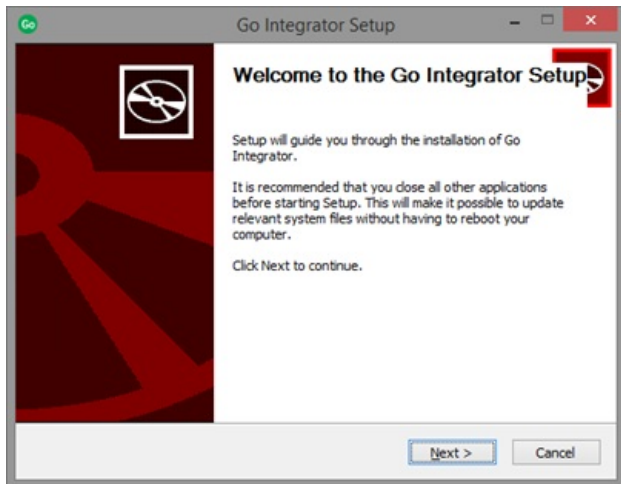 Go
Go Integrator Setup
Welcome to the Go Integrator Setup
Setup will guide you through the installation of Go
Integrator.
It is recommended that you close all other applications
before starting Setup. This will make it possible to update
relevant system files without having to reboot your
computer.
Click Next to continue.
Next >
Cancel